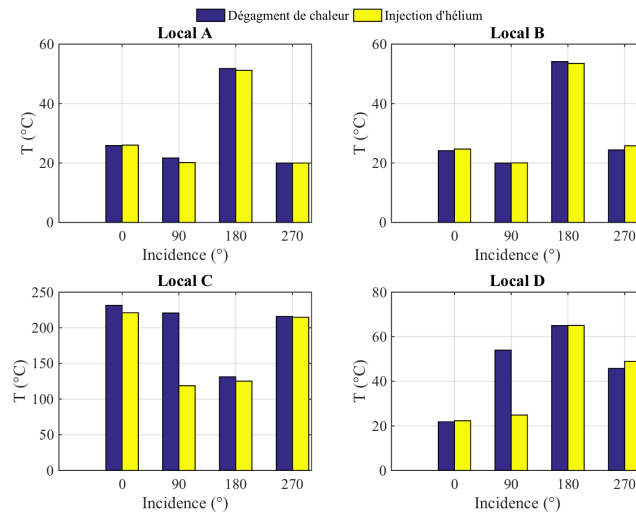 Dégagment de chaleur Injection d'hélium
Local A Local B
60 60
40 40
20 20
0 0
T (°C) T (°C)
0 90 180 270 0 90 180 270
Incidence (°) Incidence (°)
Local C Local D
250 80
200 60
150 40
100 20
50 0
0
T (°C) T (°C)
0 90 180 270 0 90 180 270
Incidence (°) Incidence (°)